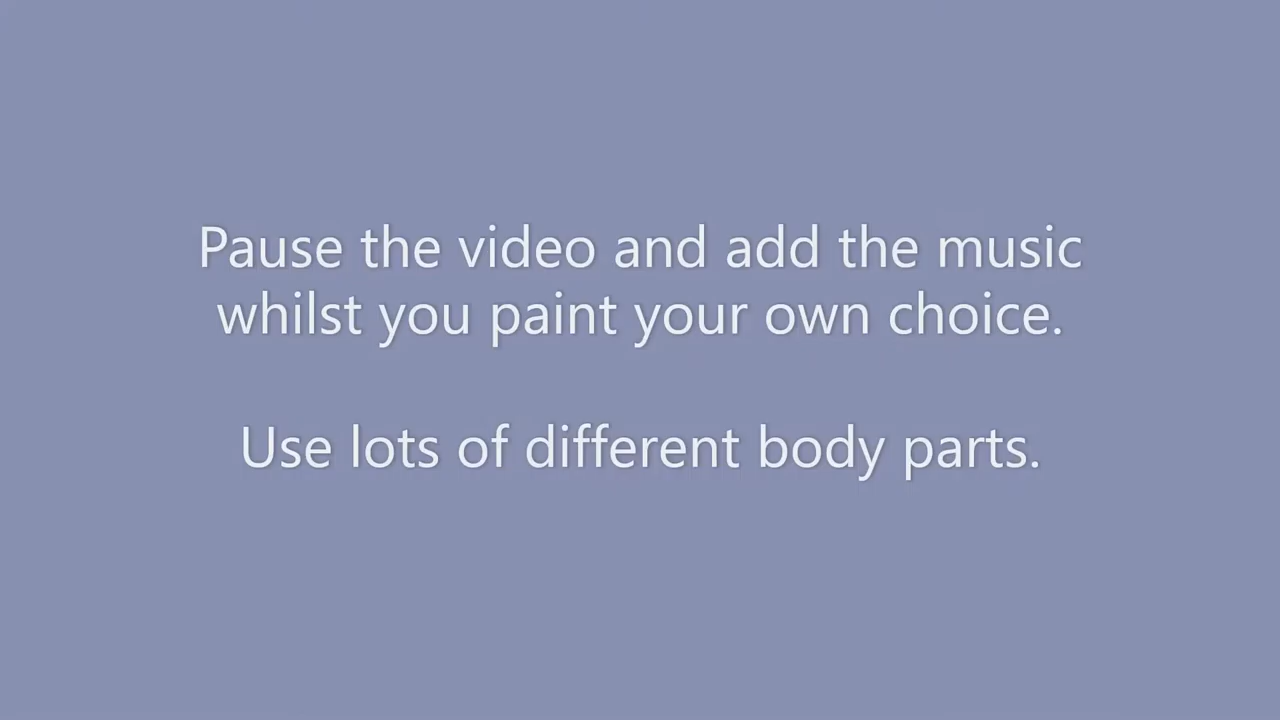 Pause the video and add the music
whilst you paint your own choice.
Use lots of different body parts.